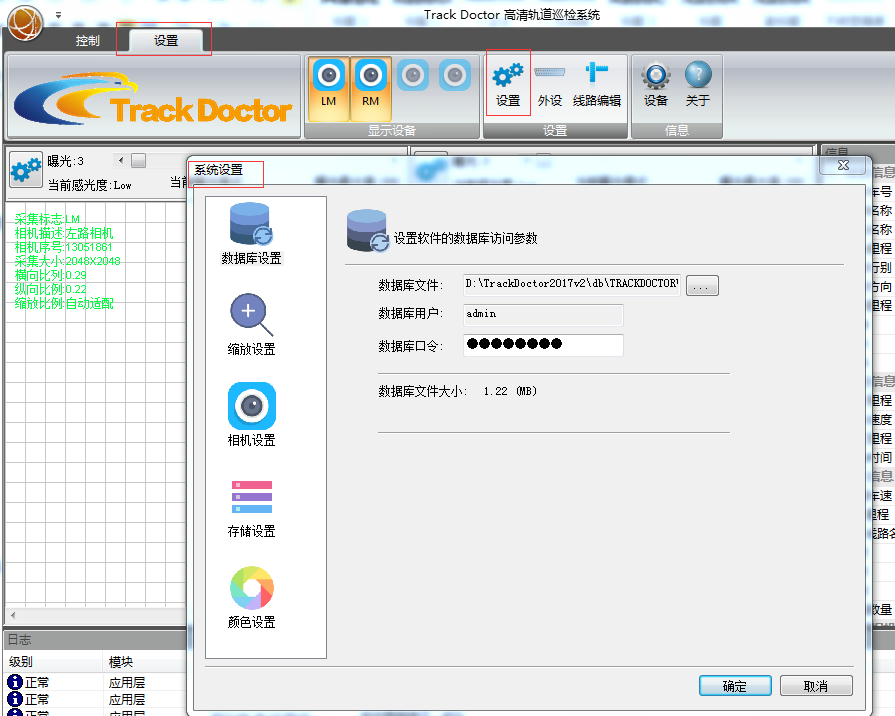 Track Doctor 高清轨道巡检系统
控制
设置
Track Doctor
LM
RM
显示设备
设置
外设
线路编辑
设置
设备
关于
信息
曝光:3
当前感光度:Low
当前
信息
采集标志:LM
相机描述:左路相机
相机序号:13051861
采集大小:2048X2048
横向比例:0.29
纵向比例:0.22
缩放比例:自动适配
系统设置
数据库设置
缩放设置
相机设置
存储设置
颜色设置
设置软件的数据库访问参数
数据库文件:
D:\TrackDoctor2017v2\db\TRACKDOCTOR
...
数据库用户:
admin
数据库口令:
●●●●●●●●
数据库文件大小:
1.22 (MB)
确定
取消
信息
车号
名称
名称
里程
行别
方向
里程
信息
里程
速度
里程
时间
信息
车速
里程
线路名
数量
日志
级别
模块
正常
应用层
正常
应用层
正常
应用层